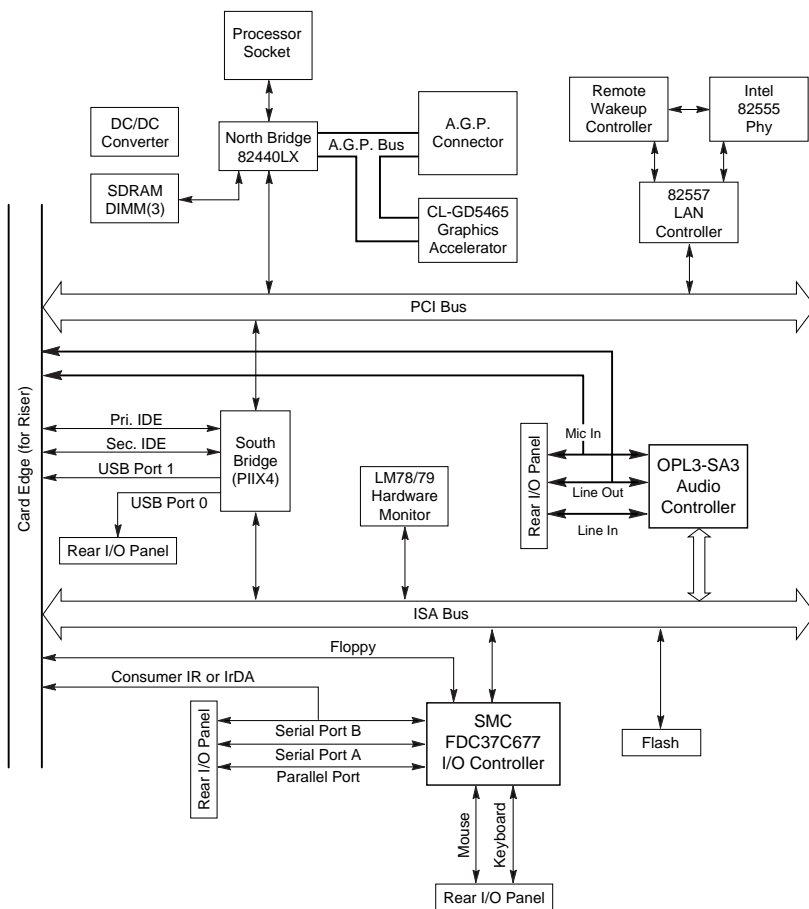 Processor
Socket
DC/DC
Converter
North Bridge
82440LX
A.G.P. Bus
A.G.P.
Connector
Remote
Wakeup
Controller
Intel
82555
Phy
SDRAM
DIMM(3)
CL-GD5465
Graphics
Accelerator
82557
LAN
Controller
PCI Bus
Card Edge (for Riser)
Pri. IDE
Sec. IDE
USB Port 1
USB Port 0
South
Bridge
(PIIX4)
Rear I/O Panel
LM78/79
Hardware
Monitor
Rear I/O Panel
Mic In
Line Out
Line In
OPL3-SA3
Audio
Controller
ISA Bus
Floppy
Consumer IR or IrDA
Rear I/O Panel
Serial Port B
Serial Port A
Parallel Port
SMC
FDC37C677
I/O Controller
Flash
Mouse
Keyboard
Rear I/O Panel